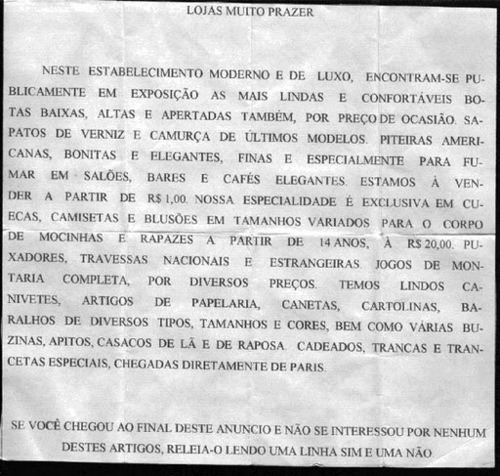 LOJAS MUITO PRAZER
NESTE ESTABELECIMENTO MODERNO E DE LUXO, ENCONTRAM-SE PU-
BLICAMENTE EM EXPOSIÇÃO AS MAIS LINDAS E CONFORTÁVEIS BO-
TAS BAIXAS, ALTAS E APERTADAS TAMBÉM, POR PREÇO DE OCASIÃO. SA-
PATOS DE VERNIZ E CAMURÇA DE ÚLTIMOS MODELOS. PITEIRAS AMERI-
CANAS, BONITAS E ELEGANTES, FINAS E ESPECIALMENTE PARA FU-
MAR EM SALÕES, BARES E CAFÉS ELEGANTES. ESTAMOS À VEN-
DER A PARTIR DE R$ 1,00. NOSSA ESPECIALIDADE É EXCLUSIVA EM CU-
ECAS, CAMISETAS E BLUSÕES EM TAMANHOS VARIADOS PARA O CORPO
DE MOCINHAS E RAPAZES A PARTIR DE 14 ANOS, À R$ 20,00. PU-
XADORES, TRAVESSAS NACIONAIS E ESTRANGEIRAS. JOGOS DE MON-
TARIA COMPLETA, POR DIVERSOS PREÇOS. TEMOS LINDOS CA-
NIVETES, ARTIGOS DE PAPELARIA, CANETAS, CARTOLINAS, BA-
RALHOS DE DIVERSOS TIPOS, TAMANHOS E CORES, BEM COMO VÁRIAS BU-
ZINAS, APITOS, CASACOS DE LÃ E DE RAPOSA. CADEADOS, TRANCAS E TRAN-
CETAS ESPECIAIS, CHEGADAS DIRETAMENTE DE PARIS.
SE VOCÊ CHEGOU AO FINAL DESTE ANUNCIO E NÃO SE INTERESSOU POR NENHUM
DESTES ARTIGOS, RELEIA-O LENDO UMA LINHA SIM E UMA NÃO